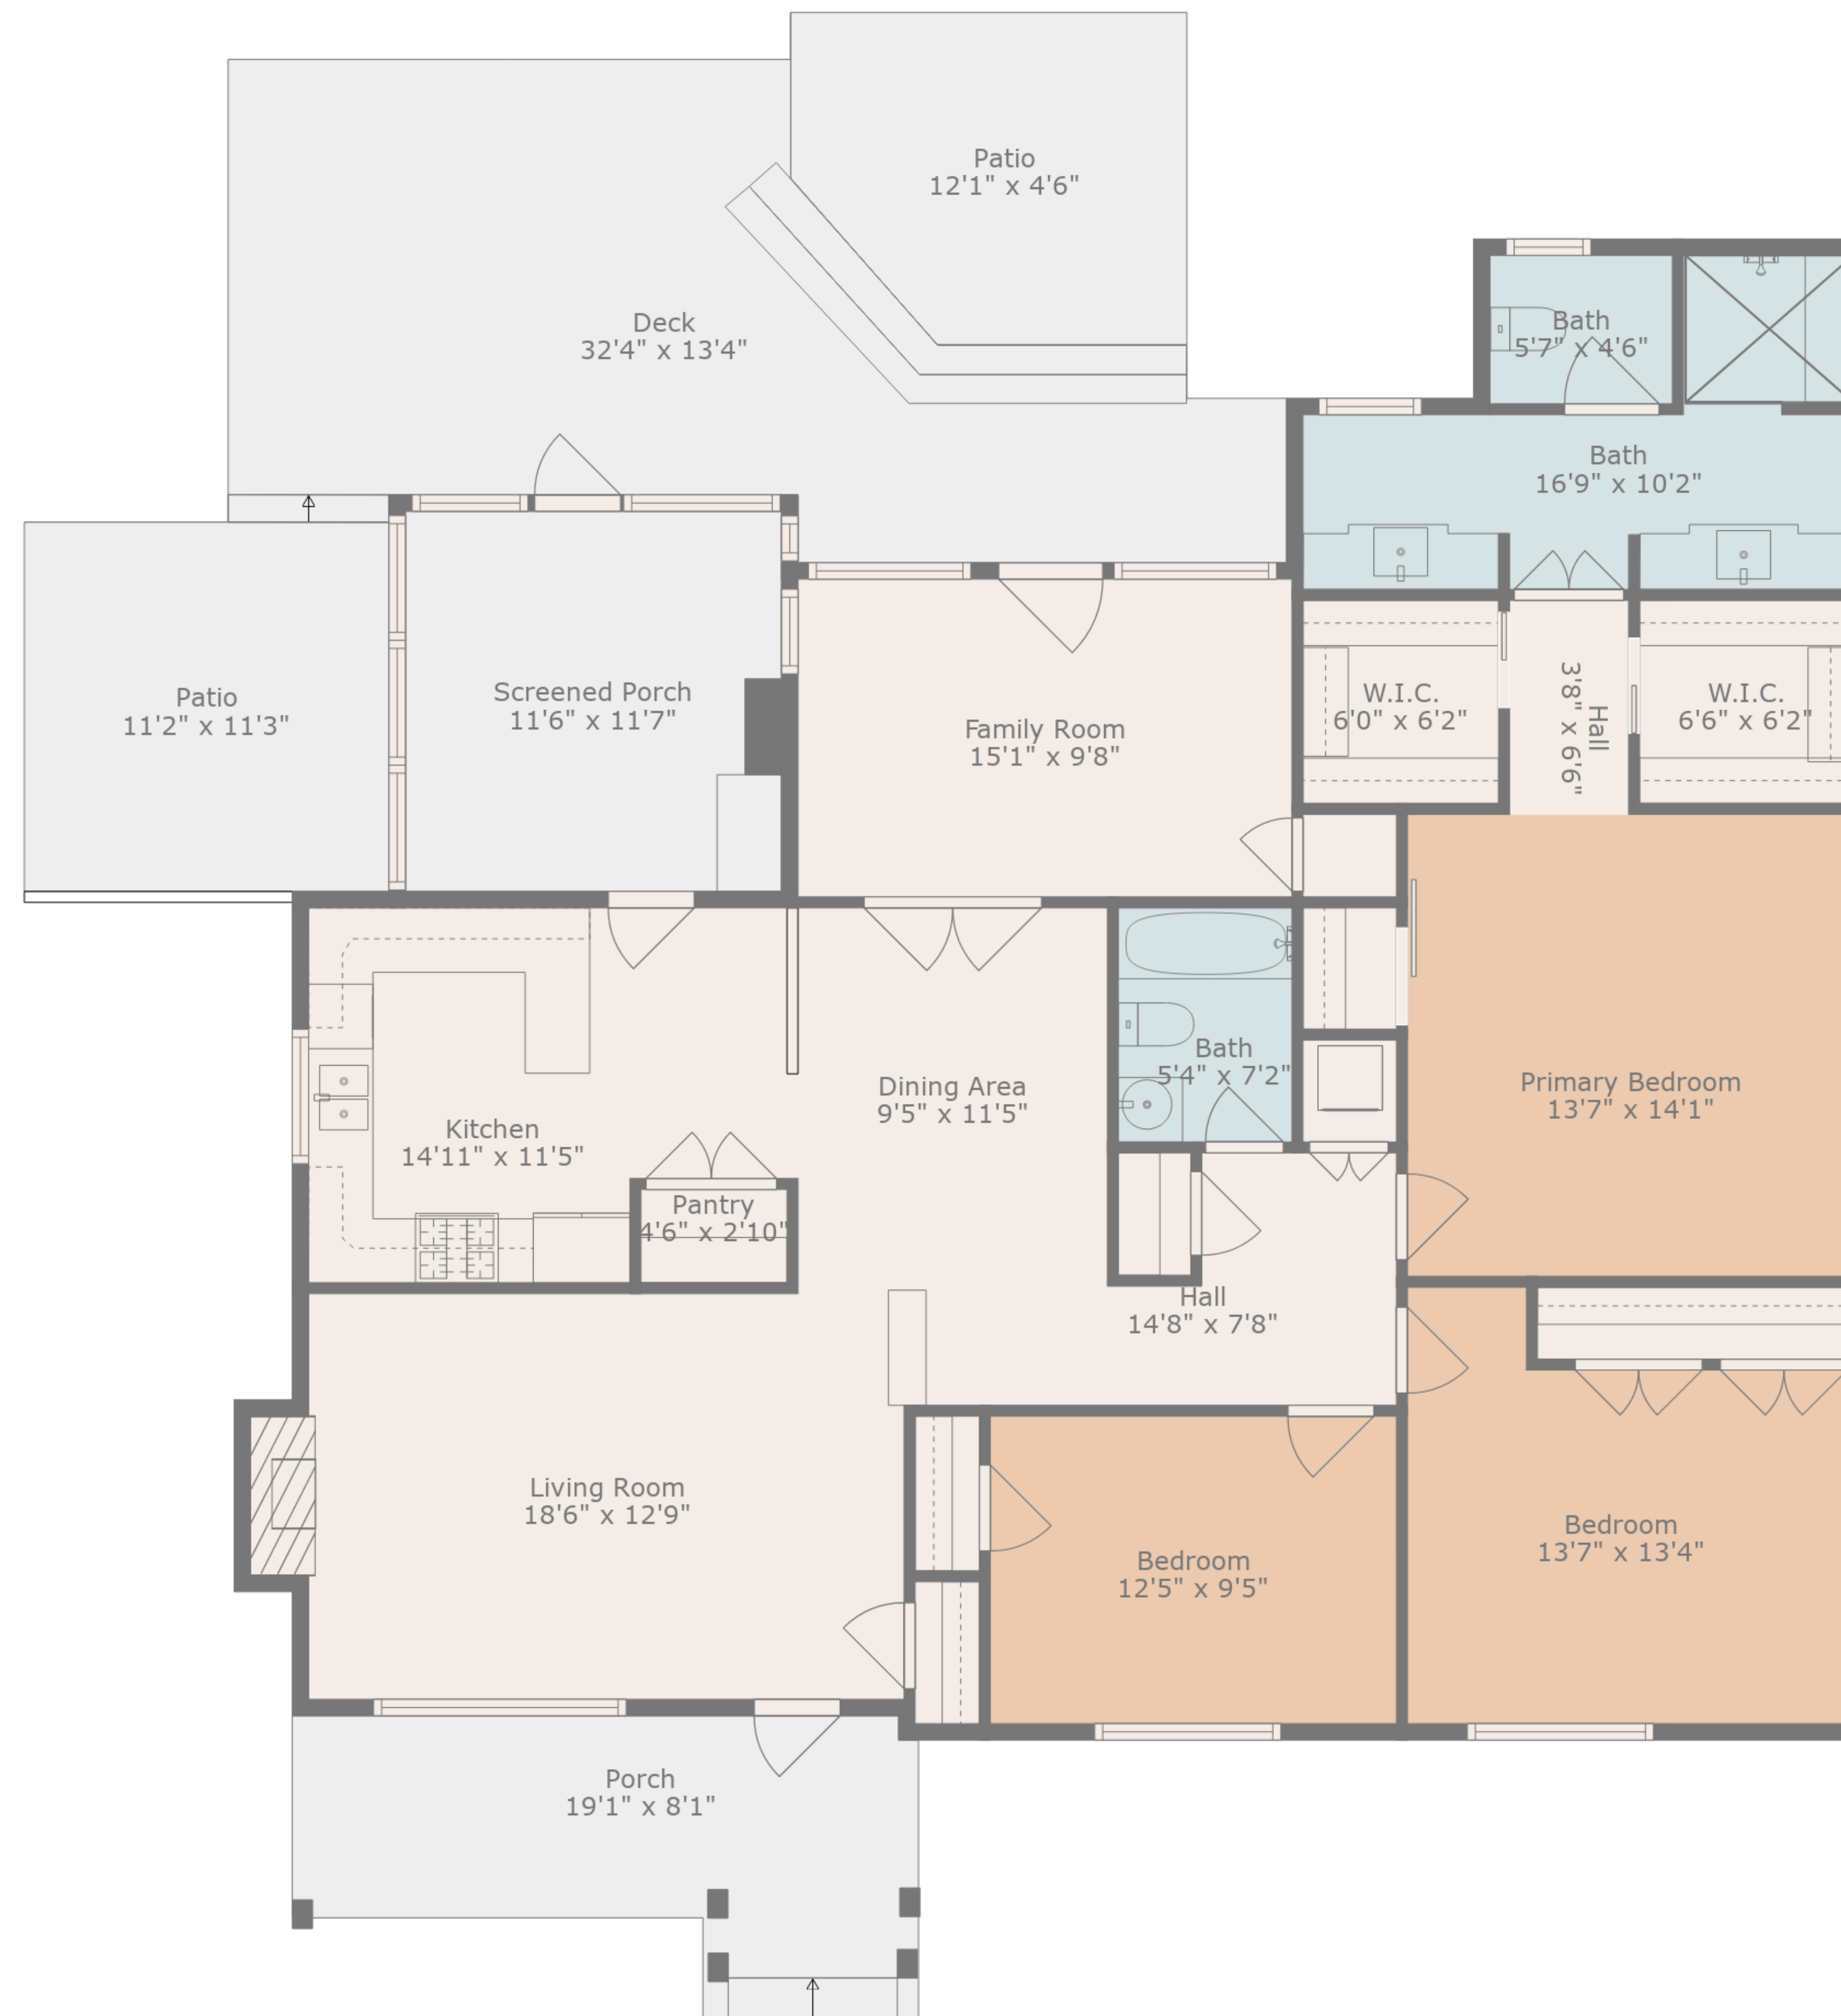 Patio
12'1" x 4'6"
Deck
32'4" x 13'4"
Bath
5'7" x 4'6"
Bath
16'9" x 10'2"
Patio
11'2" x 11'3"
Screened Porch
11'6" x 11'7"
Family Room
15'1" x 9'8"
W.I.C.
6'0" x 6'2"
Hall
3'8" x 6'6"
W.I.C.
6'6" x 6'2"
Kitchen
14'11" x 11'5"
Dining Area
9'5" x 11'5"
Bath
5'4" x 7'2"
Primary Bedroom
13'7" x 14'1"
Pantry
4'6" x 2'10"
Hall
14'8" x 7'8"
Living Room
18'6" x 12'9"
Bedroom
12'5" x 9'5"
Bedroom
13'7" x 13'4"
Porch
19'1" x 8'1"